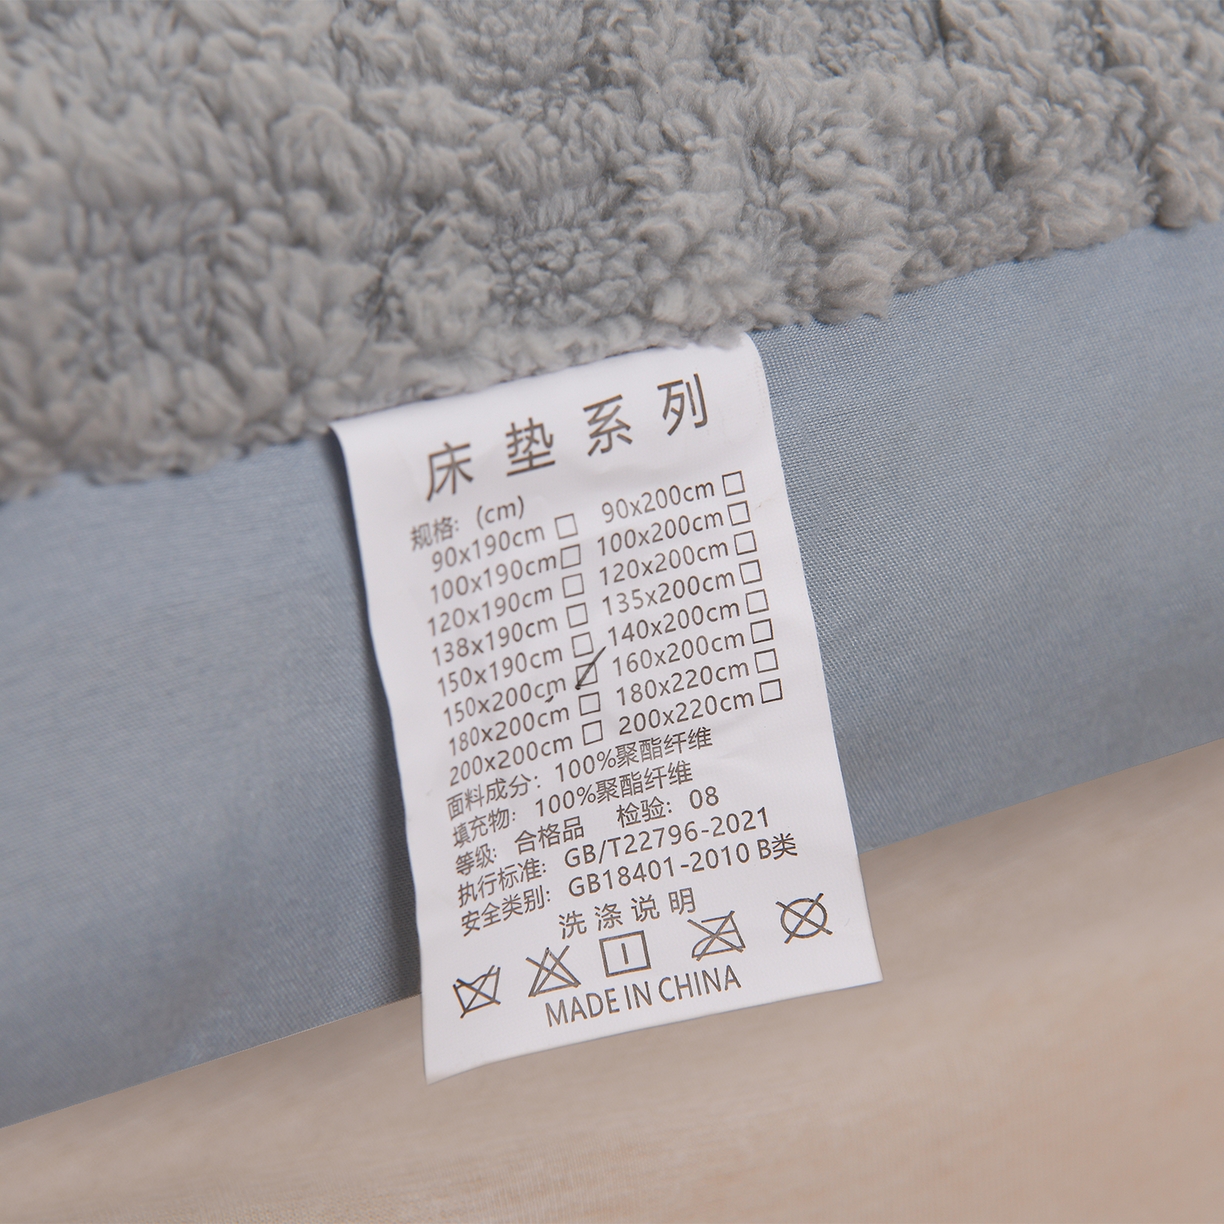 床垫系列
规格: (cm)
90x190cm □ 90x200cm □
100x190cm □ 100x200cm □
120x190cm □ 120x200cm □
138x190cm □ 135x200cm □
150x190cm □ 140x200cm □
150x200cm ☑ 160x200cm □
180x200cm □ 180x220cm □
200x200cm □ 200x220cm □
面料成分: 100%聚酯纤维
填充物: 100%聚酯纤维
等级: 合格品 检验: 08
执行标准: GB/T22796-2021
安全类别: GB18401-2010 B类
洗涤说明
MADE IN CHINA